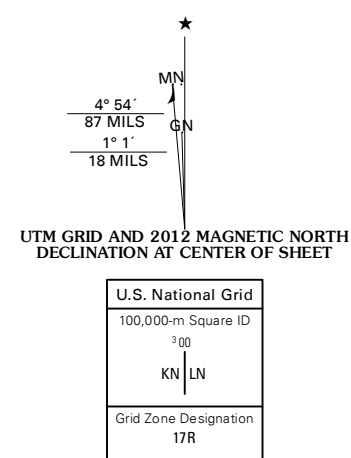 ★
MN
4° 54´
87 MILS
GN
1° 1´
18 MILS
UTM GRID AND 2012 MAGNETIC NORTH
DECLINATION AT CENTER OF SHEET
U.S. National Grid
100,000-m Square ID
³00
KN LN
Grid Zone Designation
17R